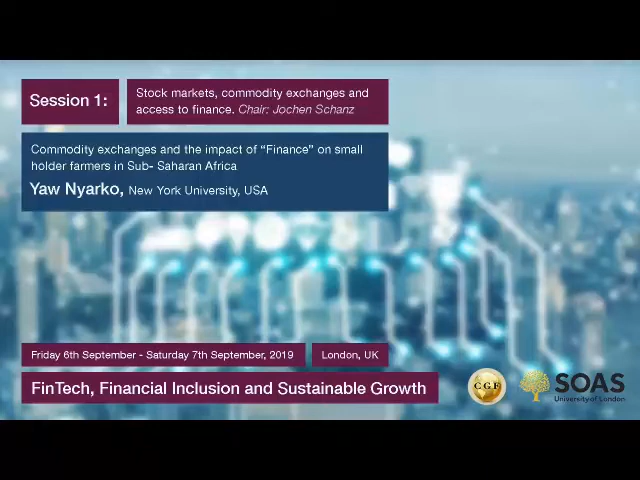 Session 1:
Stock markets, commodity exchanges and
access to finance. Chair: Jochen Schanz
Commodity exchanges and the impact of “Finance” on small
holder farmers in Sub- Saharan Africa
Yaw Nyarko, New York University, USA
Friday 6th September - Saturday 7th September, 2019
London, UK
FinTech, Financial Inclusion and Sustainable Growth
CGF
SOAS
University of London